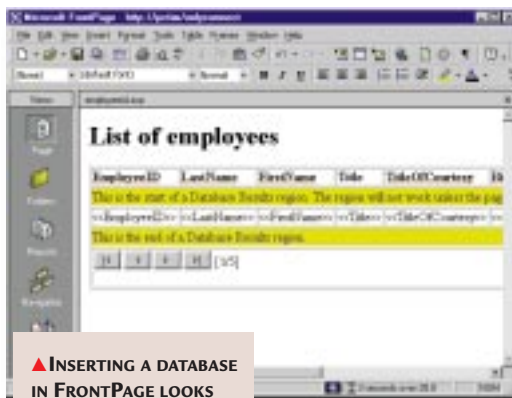 Microsoft FrontPage
File Edit View Insert Format Tools Table Frames Window Help
Normal
Views
Page
Folders
Reports
Navigation
List of employees
EmployeeID LastName FirstName Title TitleOfCourtesy
This is the start of a Database Results region. The region will not work unless the pag
<<EmployeeID>> <<LastName>> <<FirstName>> <<Title>> <<TitleOfCourtesy>>
This is the end of a Database Results region.
[1/5]
▲INSERTING A DATABASE
IN FRONTPAGE LOOKS